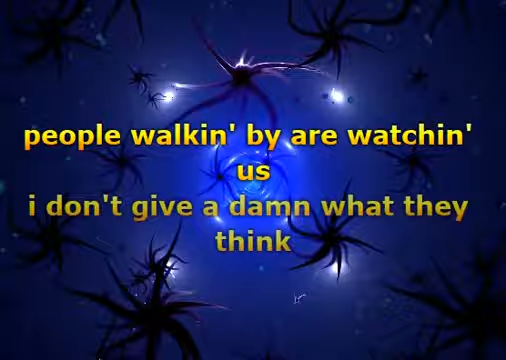 people walkin' by are watchin'
us
i don't give a damn what they
think